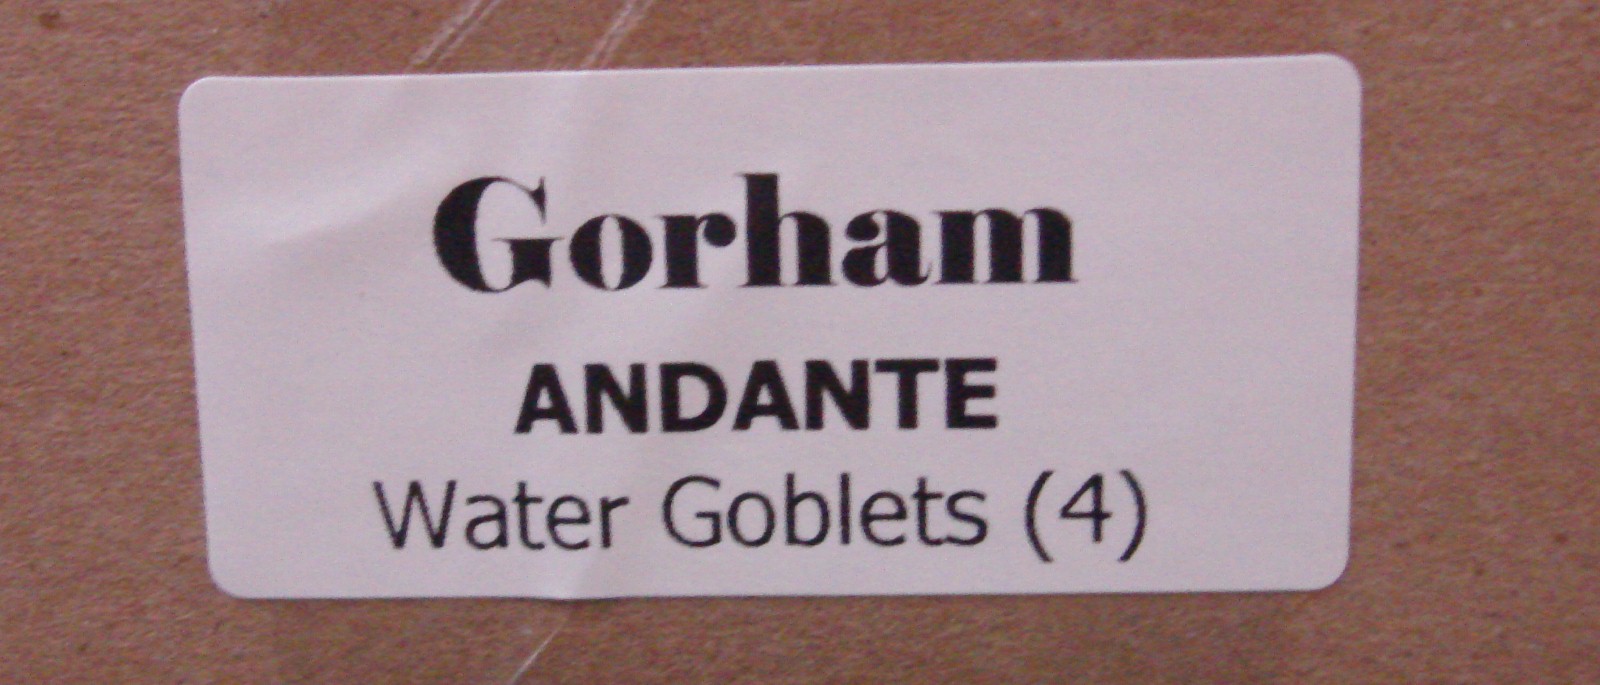 Gorham
ANDANTE
Water Goblets (4)